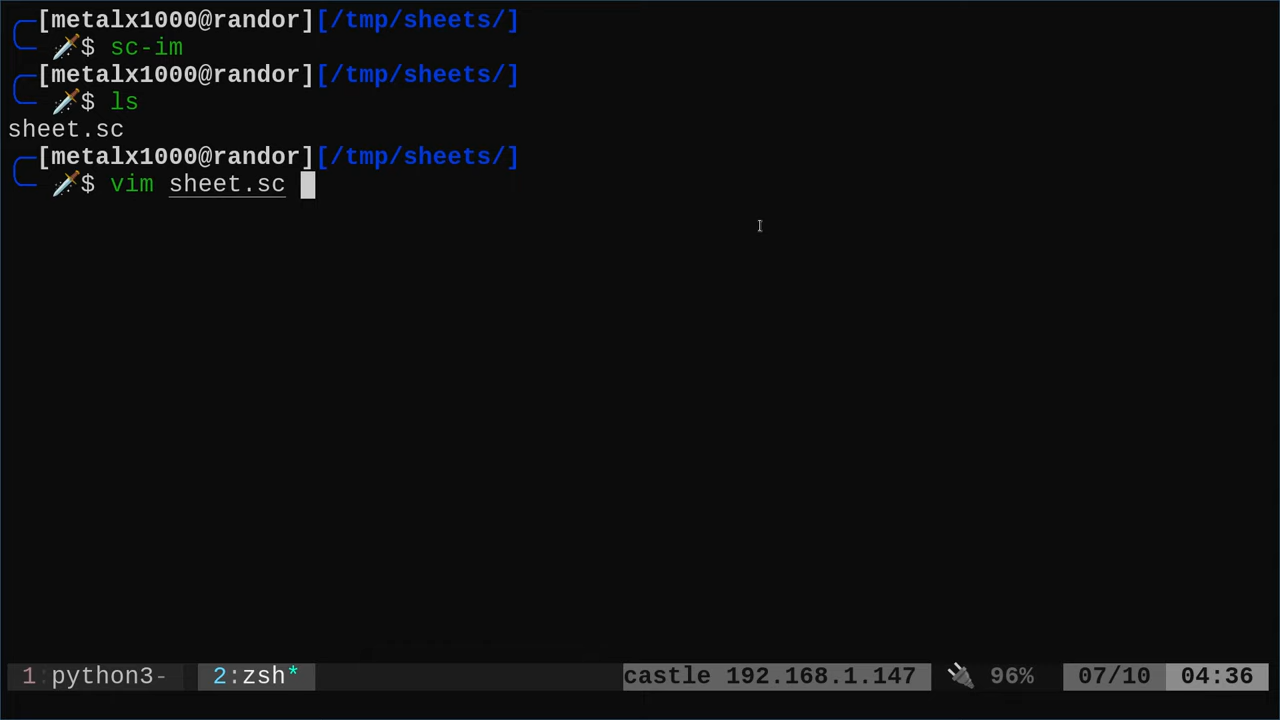 [metalx1000@randor][/tmp/sheets/]
$ sc-im
[metalx1000@randor][/tmp/sheets/]
$ ls
sheet.sc
[metalx1000@randor][/tmp/sheets/]
$ vim sheet.sc
1:python3- 2:zsh* castle 192.168.1.147 96% 07/10 04:36